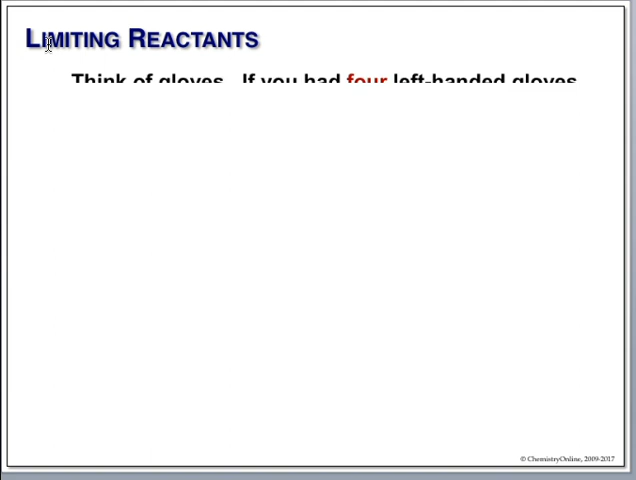 LIMITING REACTANTS
Think of gloves. If you had four left-handed gloves
© ChemistryOnline, 2009-2017